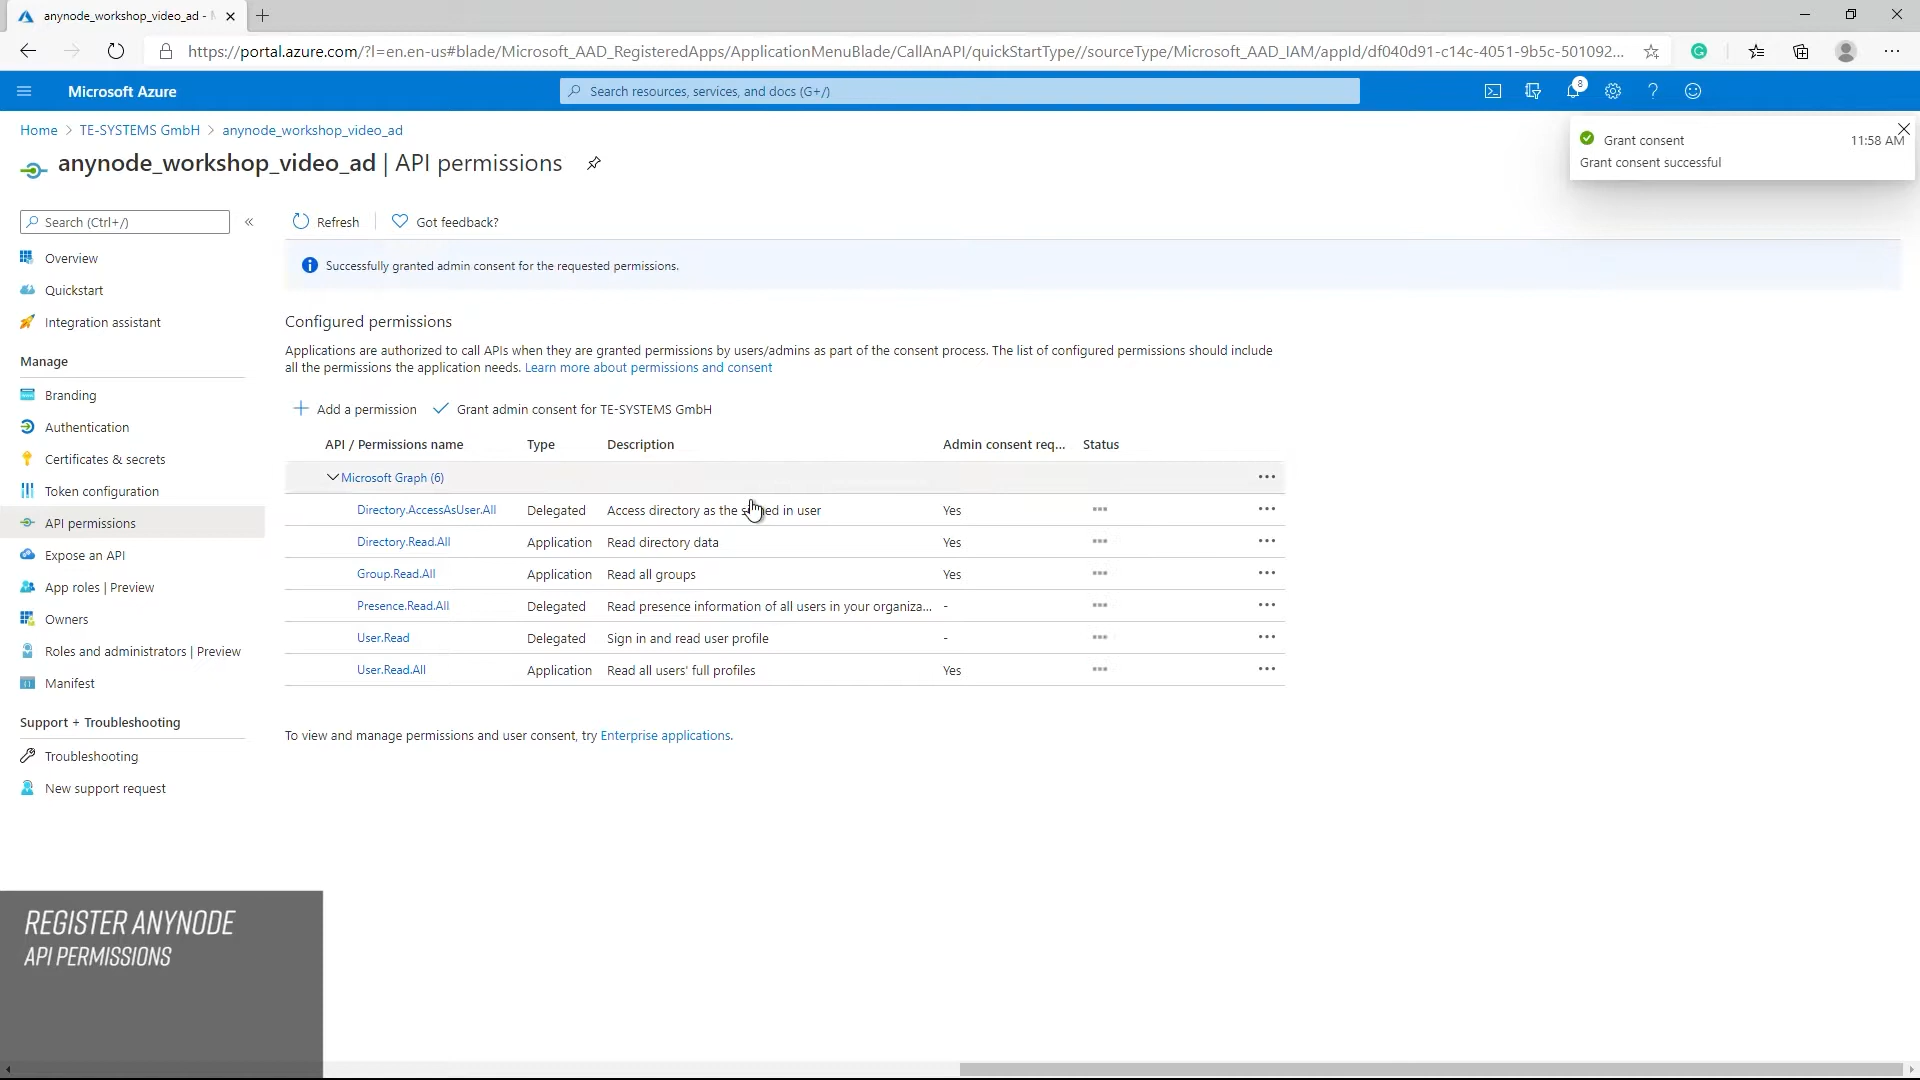 anynode_workshop_video_ad -
https://portal.azure.com/?l=en.en-us#blade/Microsoft_AAD_RegisteredApps/ApplicationMenuBlade/CallAnAPI/quickStartType//sourceType/Microsoft_AAD_IAM/appId/df040d91-c14c-4051-9b5c-501092...
Microsoft Azure
Search resources, services, and docs (G+/)
8
Home > TE-SYSTEMS GmbH > anynode_workshop_video_ad
anynode_workshop_video_ad | API permissions
Grant consent 11:58 AM
Grant consent successful
Search (Ctrl+/)
«
Overview
Quickstart
Integration assistant
Manage
Branding
Authentication
Certificates & secrets
Token configuration
API permissions
Expose an API
App roles | Preview
Owners
Roles and administrators | Preview
Manifest
Support + Troubleshooting
Troubleshooting
New support request
Refresh
Got feedback?
Successfully granted admin consent for the requested permissions.
Configured permissions
Applications are authorized to call APIs when they are granted permissions by users/admins as part of the consent process. The list of configured permissions should include
all the permissions the application needs. Learn more about permissions and consent
Add a permission Grant admin consent for TE-SYSTEMS GmbH
API / Permissions name Type Description Admin consent req... Status
Microsoft Graph (6)
Directory.AccessAsUser.All Delegated Access directory as the in user Yes
Directory.Read.All Application Read directory data Yes
Group.Read.All Application Read all groups Yes
Presence.Read.All Delegated Read presence information of all users in your organiza... -
User.Read Delegated Sign in and read user profile -
User.Read.All Application Read all users' full profiles Yes
To view and manage permissions and user consent, try Enterprise applications.
REGISTER ANYNODE
API PERMISSIONS